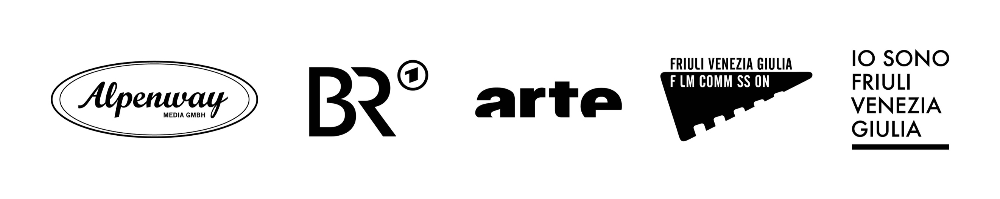 Alpenway
MEDIA GMBH
BR
1
arte
FRIULI VENEZIA GIULIA
F LM COMM SS ON
IO SONO
FRIULI
VENEZIA
GIULIA